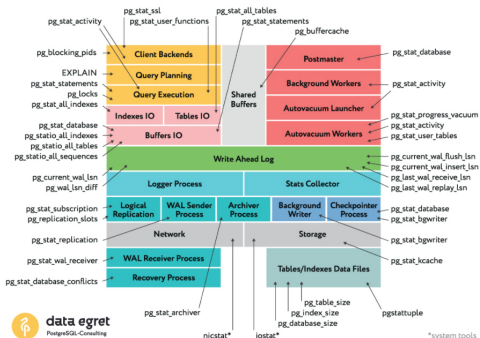 pg_stat_ssl
pg_stat_activity
pg_stat_user_functions
pg_stat_all_tables
pg_stat_statements
pg_buffercache
pg_blocking_pids
Client Backends
Postmaster
pg_stat_database
EXPLAIN
Query Planning
Shared
Buffers
Background Workers
pg_stat_activity
pg_stat_statements
pg_locks
Query Execution
Autovacuum Launcher
pg_stat_all_indexes
Indexes IO
Tables IO
pg_stat_progress_vacuum
pg_stat_database
Buffers IO
Autovacuum Workers
pg_stat_activity
pg_statio_all_indexes
pg_stat_user_tables
pg_statio_all_tables
pg_statio_all_sequences
Write Ahead Log
pg_current_wal_flush_lsn
pg_current_wal_insert_lsn
pg_current_wal_lsn
pg_last_wal_receive_lsn
pg_wal_lsn_diff
Logger Process
Stats Collector
pg_last_wal_replay_lsn
pg_stat_subscription
Logical
Replication
WAL Sender
Process
Archiver
Process
Background
Writer
Checkpointer
Process
pg_stat_database
pg_replication_slots
pg_stat_bgwriter
pg_stat_replication
Network
Storage
pg_stat_bgwriter
pg_stat_kcache
pg_stat_wal_receiver
WAL Receiver Process
Tables/Indexes Data Files
pg_stat_database_conflicts
Recovery Process
pg_stat_archiver
pg_table_size
pg_index_size
pg_database_size
pgstattuple
data egret
PostgreSQL-Consulting
nicstat*
iostat*
*system tools